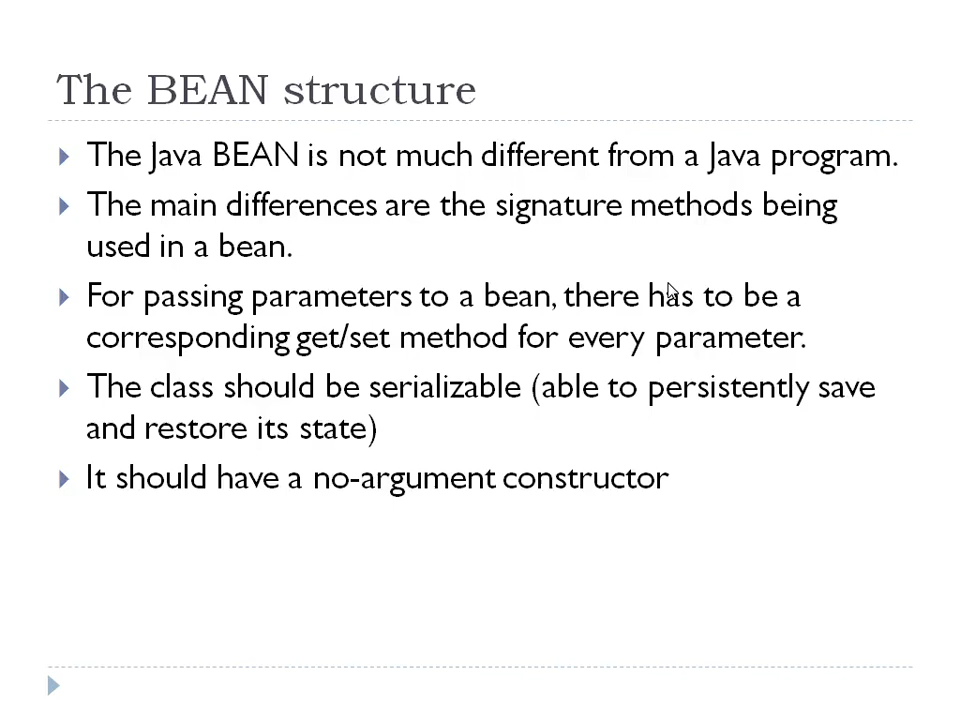 The BEAN structure
The Java BEAN is not much different from a Java program.
The main differences are the signature methods being
used in a bean.
For passing parameters to a bean, there has to be a
corresponding get/set method for every parameter.
The class should be serializable (able to persistently save
and restore its state)
It should have a no-argument constructor